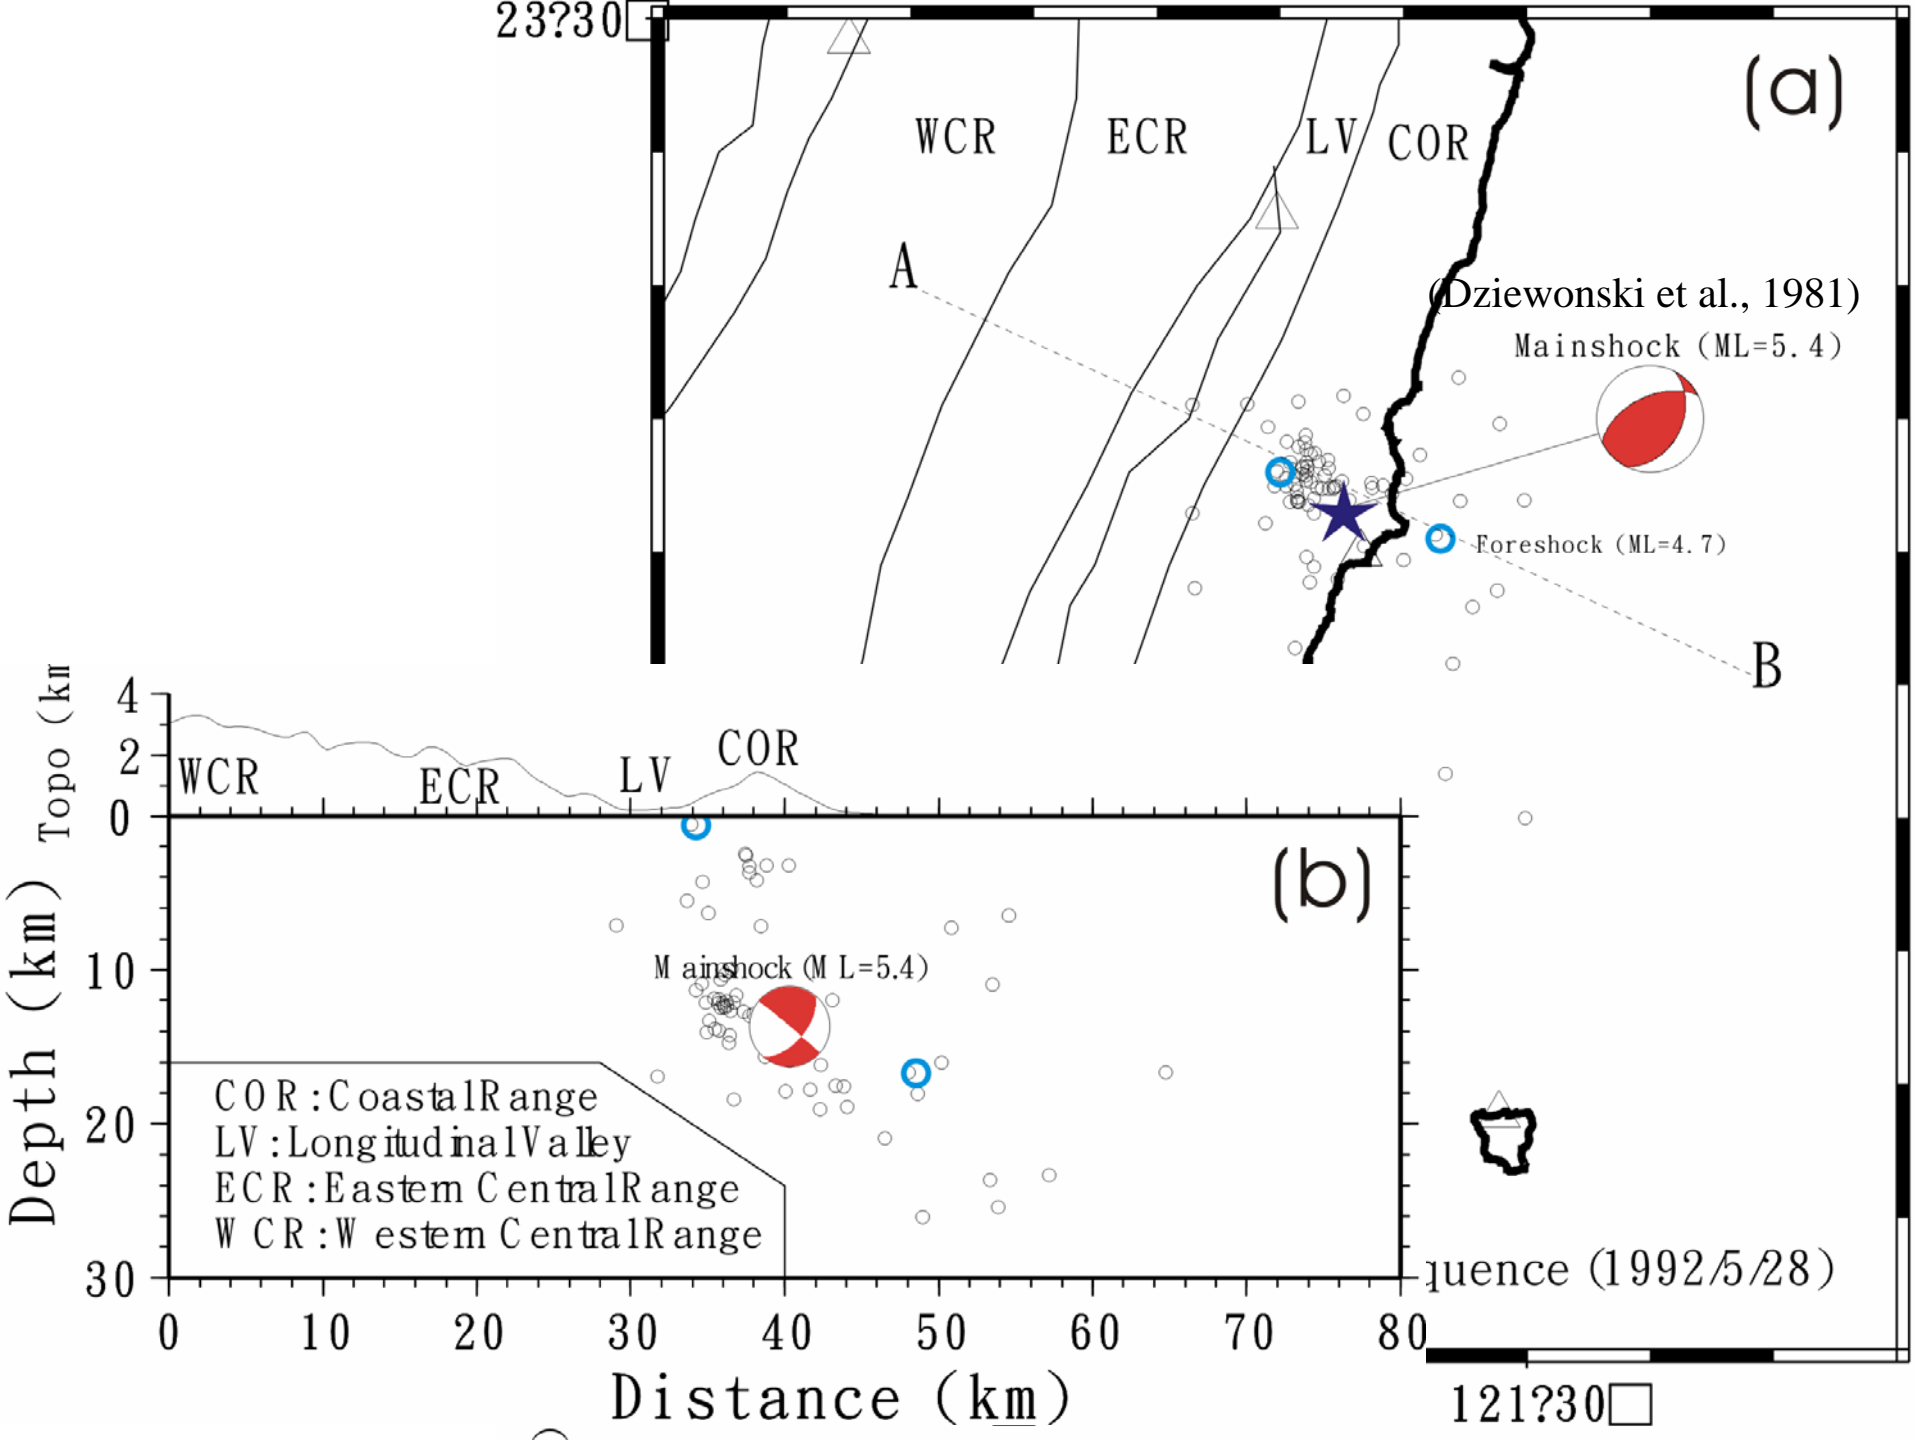 23?30□
(a)
WCR
ECR
LV
COR
A
(Dziewonski et al., 1981)
Mainshock (ML=5.4)
Foreshock (ML=4.7)
B
Topo (km
4
2
0
WCR
ECR
LV
COR
(b)
Depth (km)
10
20
30
Mainshock (ML=5.4)
COR:Coastal Range
LV:Longitudinal Valley
ECR:Eastern Central Range
WCR:Western Central Range
quence (1992/5/28)
0 10 20 30 40 50 60 70 80
Distance (km)
121?30□